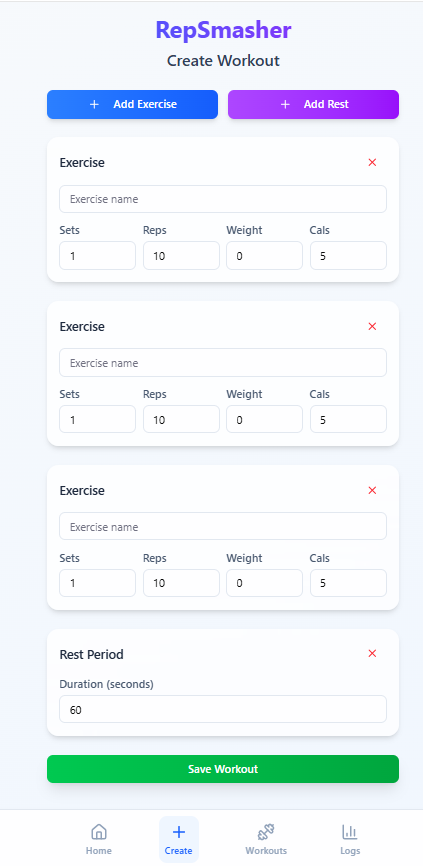 RepSmasher
Create Workout
Add Exercise Add Rest
Exercise
Exercise name
Sets Reps Weight Cals
1 10 0 5
Exercise
Exercise name
Sets Reps Weight Cals
1 10 0 5
Exercise
Exercise name
Sets Reps Weight Cals
1 10 0 5
Rest Period
Duration (seconds)
60
Save Workout
Home Create Workouts Logs